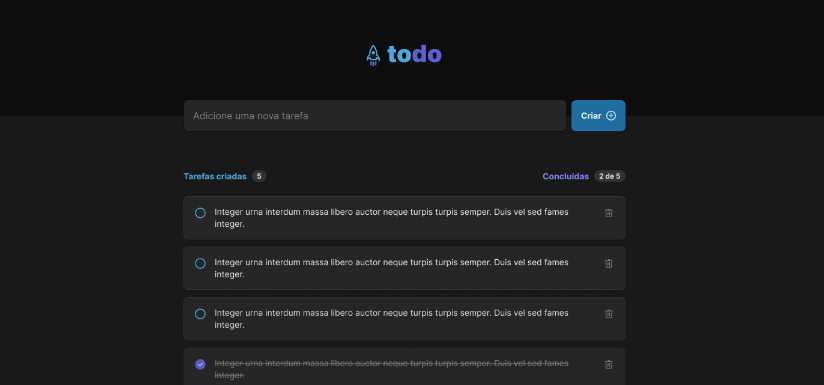 todo
Adicione uma nova tarefa
Criar
Tarefas criadas 5
Concluídas 2 de 5
Integer urna interdum massa libero auctor neque turpis turpis semper. Duis vel sed fames
integer.
Integer urna interdum massa libero auctor neque turpis turpis semper. Duis vel sed fames
integer.
Integer urna interdum massa libero auctor neque turpis turpis semper. Duis vel sed fames
integer.
Integer urna interdum massa libero auctor neque turpis turpis semper. Duis vel sed fames
integer.